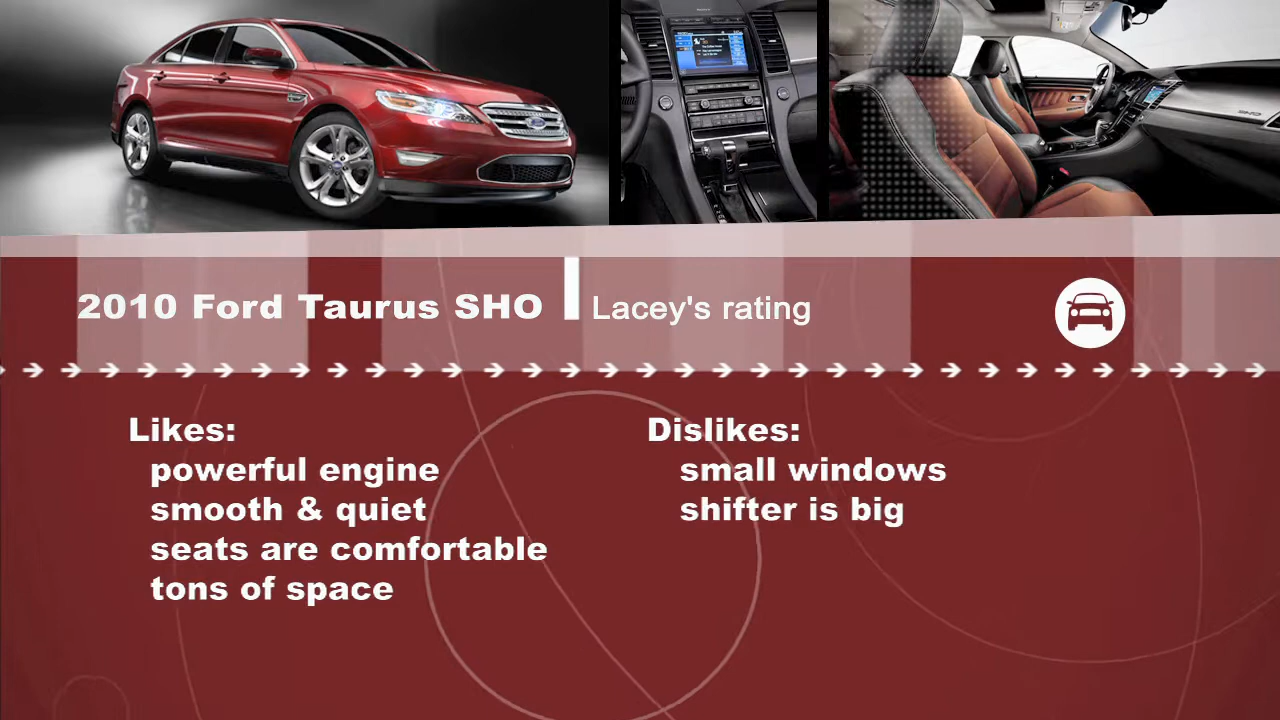 2010 Ford Taurus SHO
Lacey's rating
Likes:
powerful engine
smooth & quiet
seats are comfortable
tons of space
Dislikes:
small windows
shifter is big